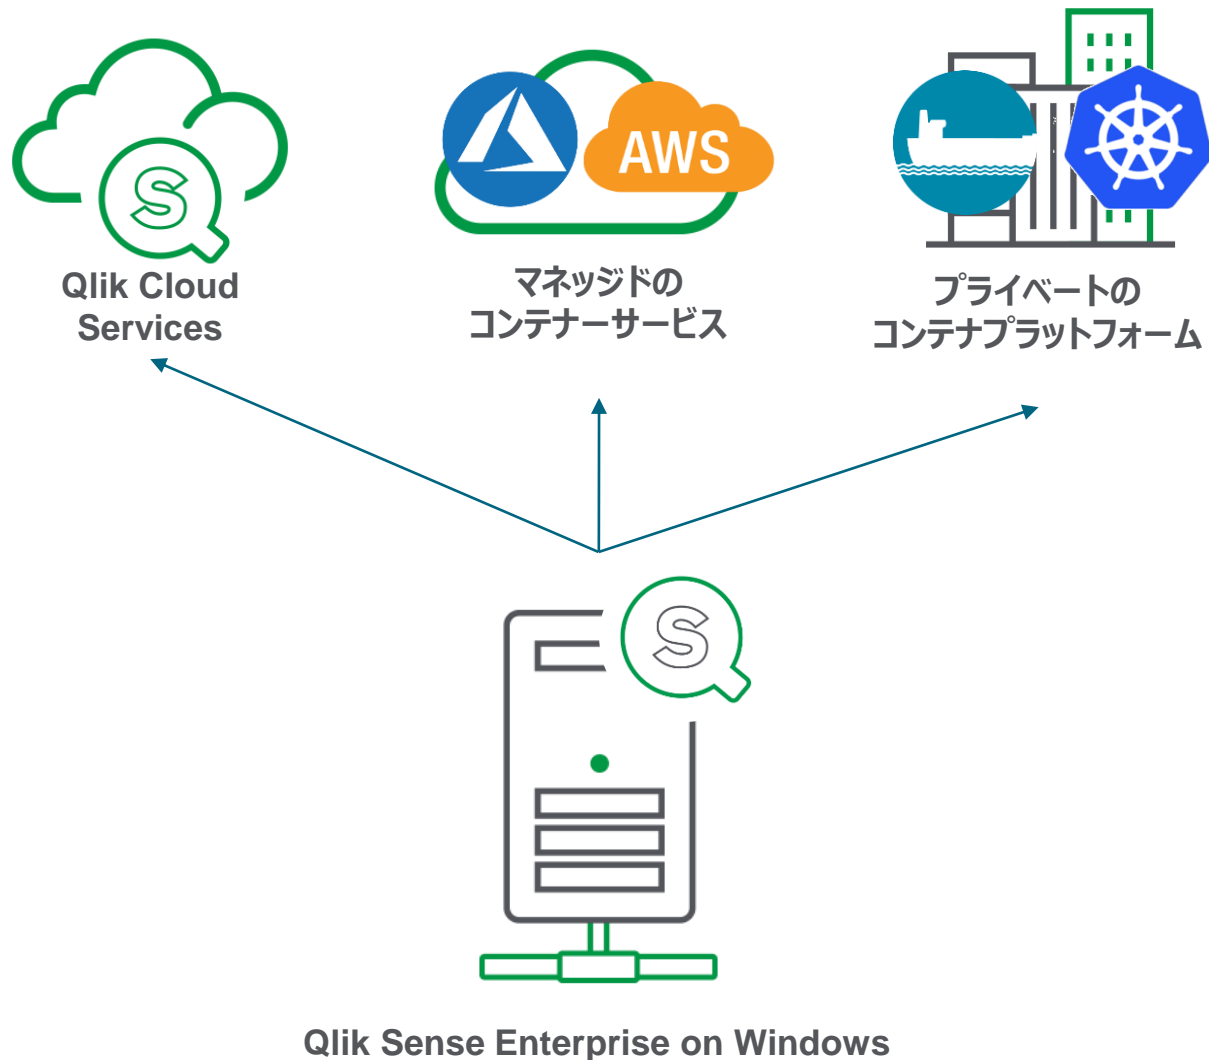 S
AWS
Qlik Cloud
Services
マネッジドの
コンテナーサービス
プライベートの
コンテナプラットフォーム
S
Qlik Sense Enterprise on Windows